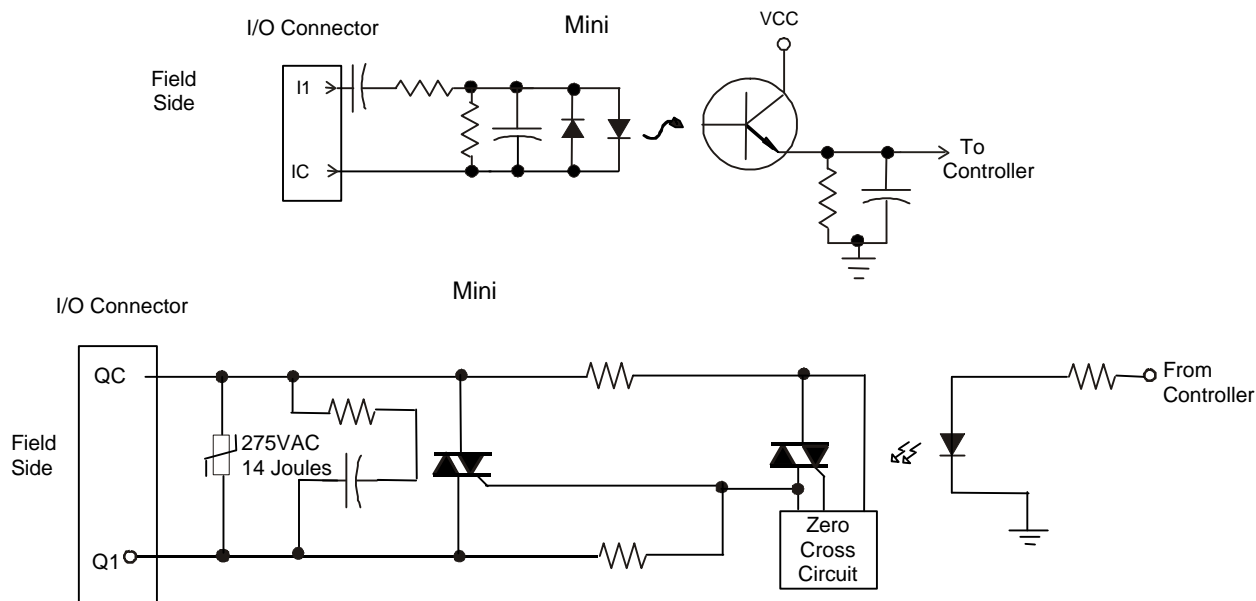 I/O Connector
Mini
VCC
Field
Side
I1
IC
To
Controller
I/O Connector
Mini
Field
Side
QC
275VAC
14 Joules
Q1
Zero
Cross
Circuit
From
Controller